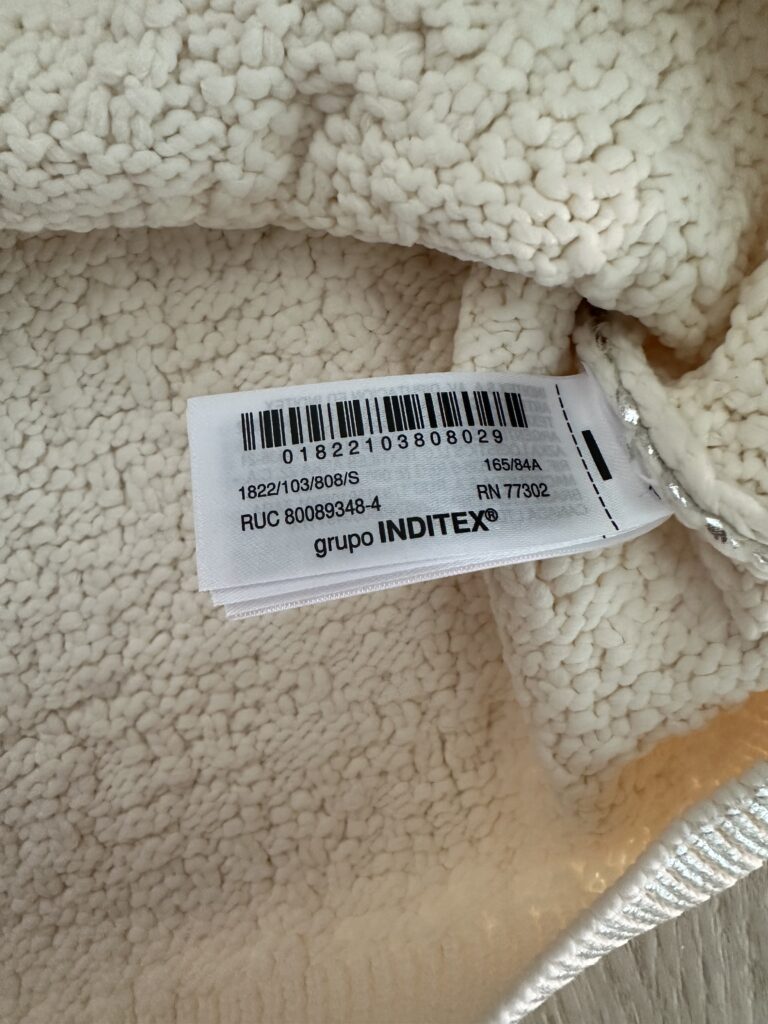 01822103808029
1822/103/808/S 165/84A
RUC 80089348-4 RN 77302
grupo INDITEX®